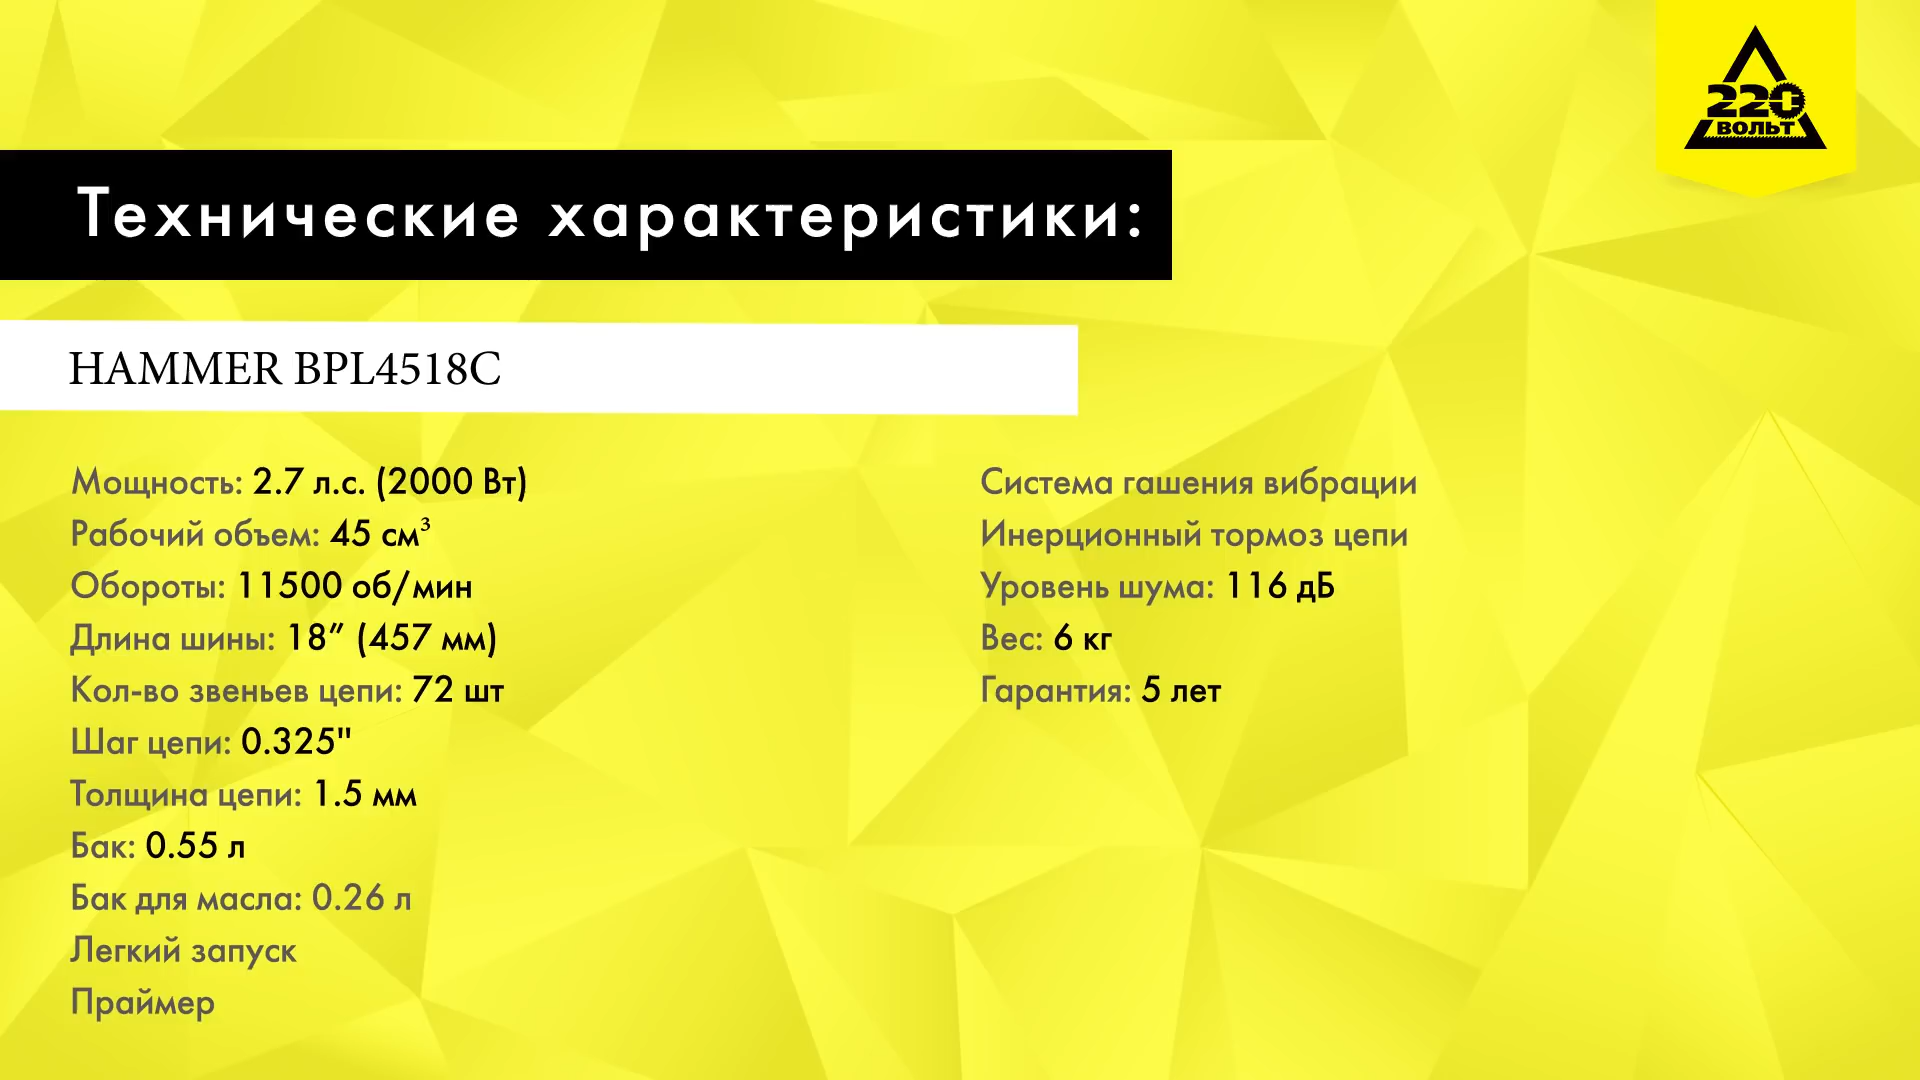 220
ВОЛЬТ
Технические характеристики:
HAMMER BPL4518C
Мощность: 2.7 л.с. (2000 Вт)
Рабочий объем: 45 см³
Обороты: 11500 об/мин
Длина шины: 18” (457 мм)
Кол-во звеньев цепи: 72 шт
Шаг цепи: 0.325"
Толщина цепи: 1.5 мм
Бак: 0.55 л
Бак для масла: 0.26 л
Легкий запуск
Праймер
Система гашения вибрации
Инерционный тормоз цепи
Уровень шума: 116 дБ
Вес: 6 кг
Гарантия: 5 лет